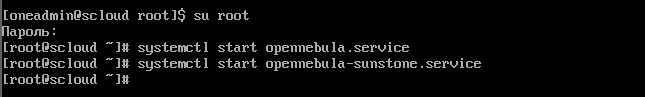 [oneadmin@scloud root]$ su root
Пароль:
[root@scloud ~]# systemctl start opennebula.service
[root@scloud ~]# systemctl start opennebula-sunstone.service
[root@scloud ~]#